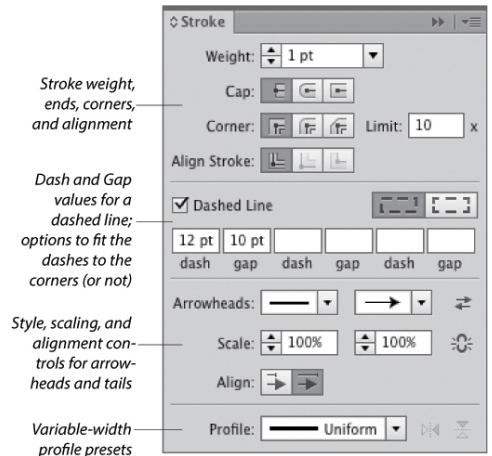 Stroke
Weight: 1 pt
Stroke weight,
ends, corners,
and alignment
Cap:
Corner: Limit: 10 x
Align Stroke:
Dash and Gap
values for a
dashed line;
options to fit the
dashes to the
corners (or not)
Dashed Line
12 pt 10 pt
dash gap dash gap dash gap
Style, scaling, and
alignment con-
trols for arrow-
heads and tails
Arrowheads:
Scale: 100% 100%
Align:
Variable-width
profile presets
Profile: Uniform